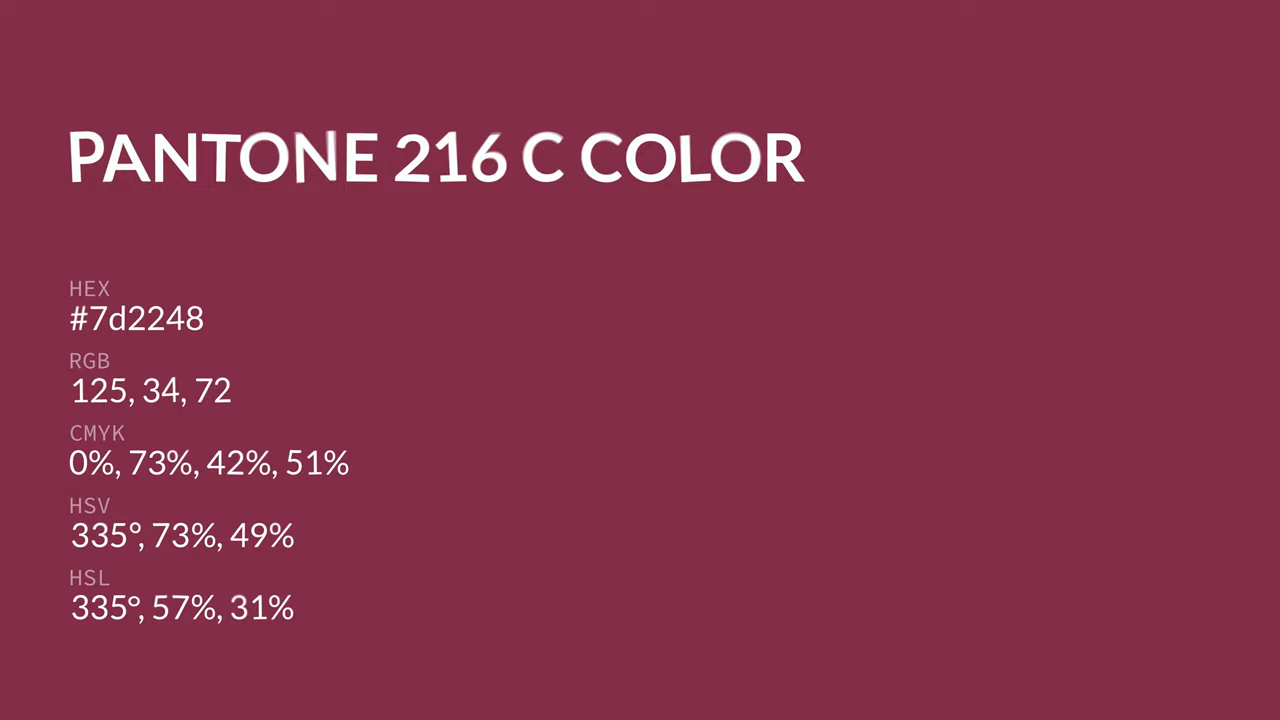 PANTONE 216 C COLOR
HEX
#7d2248
RGB
125, 34, 72
CMYK
0%, 73%, 42%, 51%
HSV
335°, 73%, 49%
HSL
335°, 57%, 31%